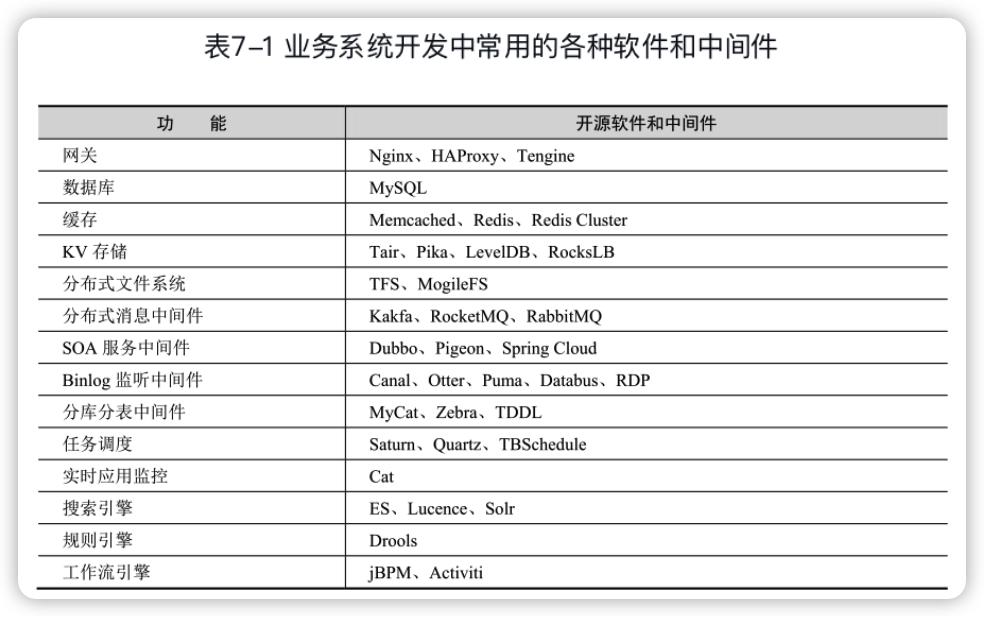 表7–1 业务系统开发中常用的各种软件和中间件
功 能 开源软件和中间件
网关 Nginx、HAProxy、Tengine
数据库 MySQL
缓存 Memcached、Redis、Redis Cluster
KV 存储 Tair、Pika、LevelDB、RocksLB
分布式文件系统 TFS、MogileFS
分布式消息中间件 Kakfa、RocketMQ、RabbitMQ
SOA 服务中间件 Dubbo、Pigeon、Spring Cloud
Binlog 监听中间件 Canal、Otter、Puma、Databus、RDP
分库分表中间件 MyCat、Zebra、TDDL
任务调度 Saturn、Quartz、TBSchedule
实时应用监控 Cat
搜索引擎 ES、Lucence、Solr
规则引擎 Drools
工作流引擎 jBPM、Activiti